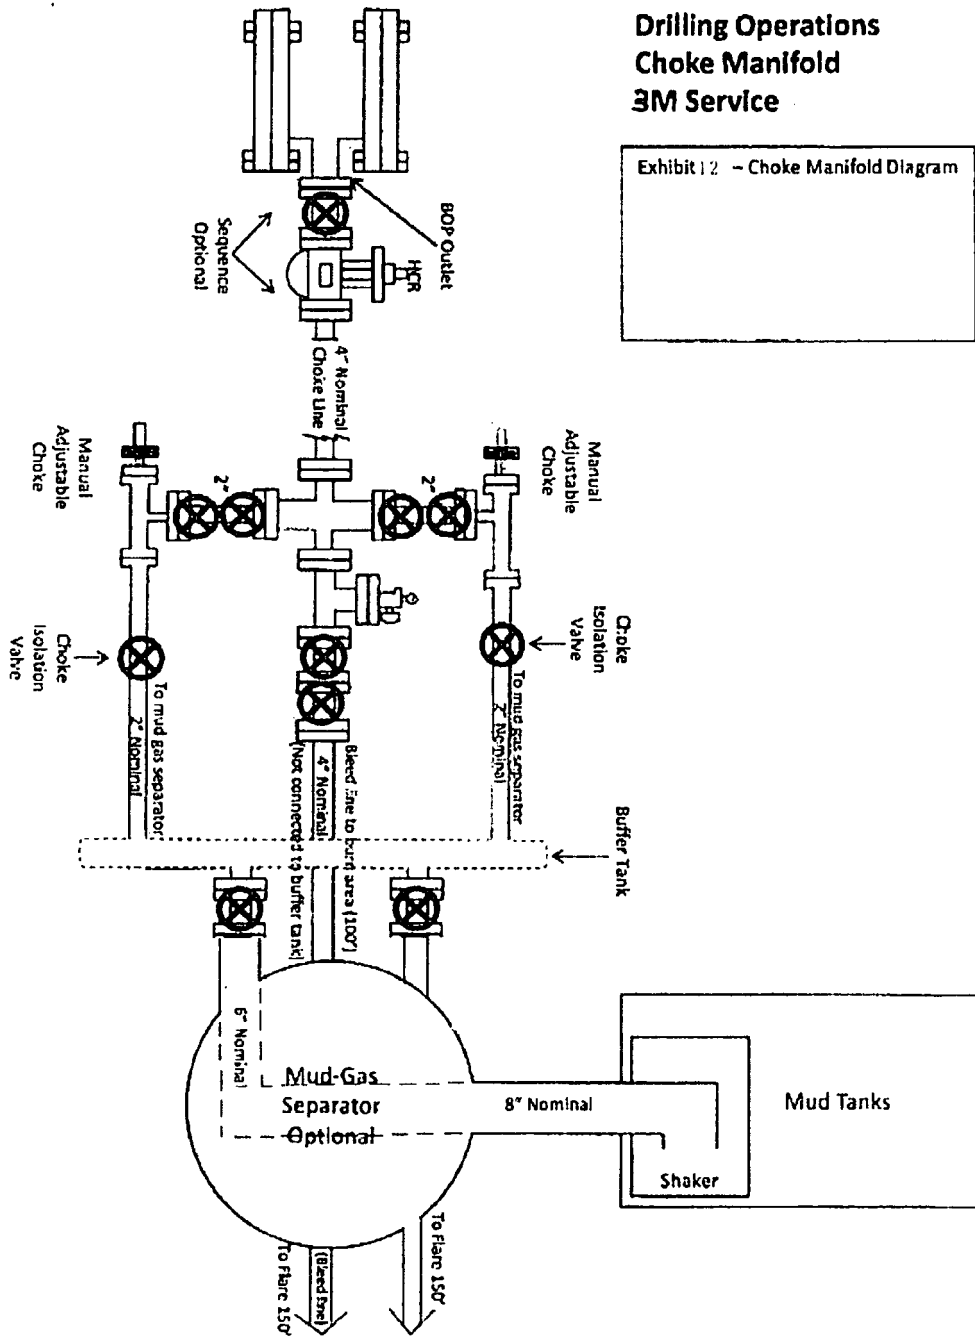 Drilling Operations
Choke Manifold
3M Service
Exhibit 12 - Choke Manifold Diagram
BOP Outlet
HCR
Sequence
Optional
4" Nominal
Choke Line
Manual
Adjustable
Choke
2"
2"
Manual
Adjustable
Choke
Choke
Isolation
Valve
Choke
Isolation
Valve
To mud gas separator
2" Nominal
Bleed line to burn area (100')
4" Nominal
(Not connected to buffer tank)
To mud gas separator
2" Nominal
Buffer Tank
6" Nominal
Mud-Gas
Separator
Optional
8" Nominal
Mud Tanks
Shaker
To Flare 150'
(Bleed line)
To Flare 150'